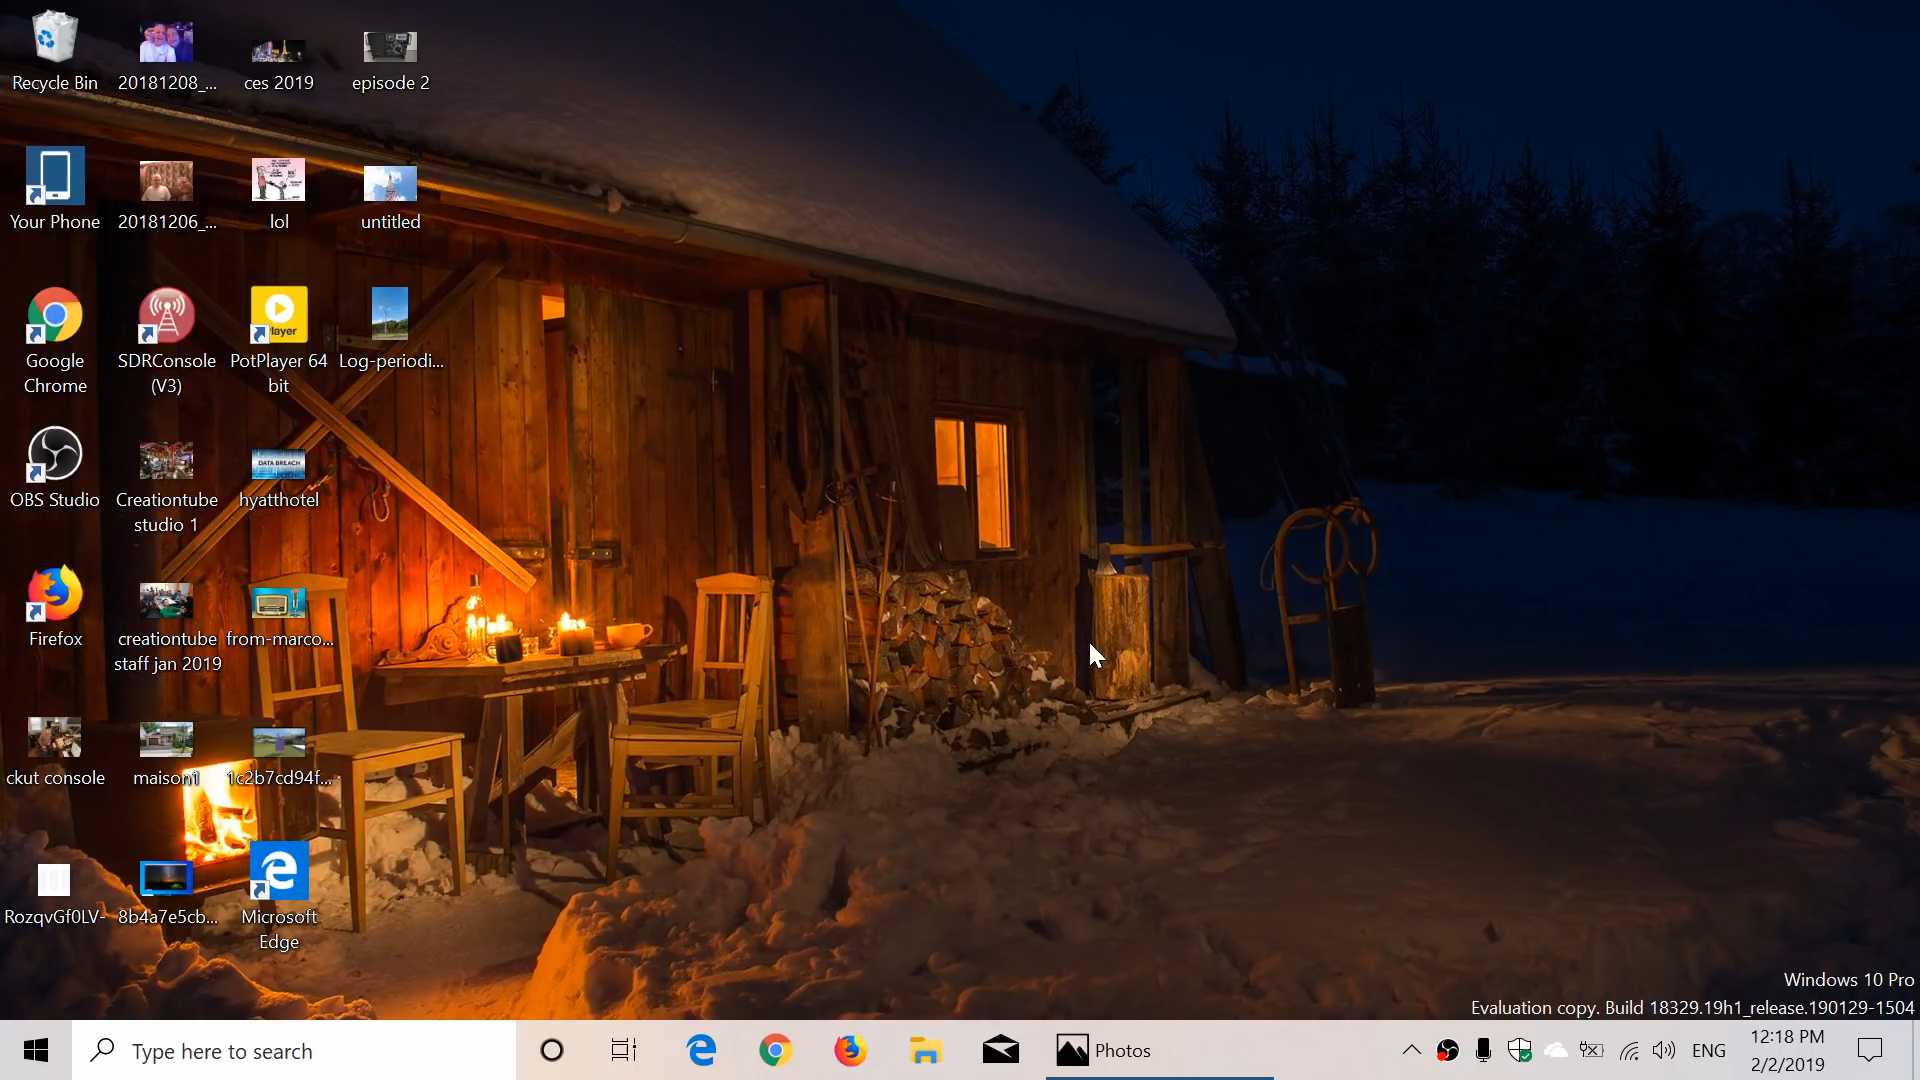 Recycle Bin
20181208_...
ces 2019
episode 2
Your Phone
20181206_...
lol
untitled
Google
Chrome
SDRConsole
(V3)
Player
PotPlayer 64
bit
Log-periodi...
OBS Studio
Creationtube
studio 1
DATA BREACH
hyatthotel
Firefox
creationtube
staff jan 2019
from-marco...
ckut console
maison1
1c2b7cd94f...
RozqvGf0LV-
8b4a7e5cb...
Microsoft
Edge
Windows 10 Pro
Evaluation copy. Build 18329.19h1_release.190129-1504
Type here to search
Photos
ENG
12:18 PM
2/2/2019